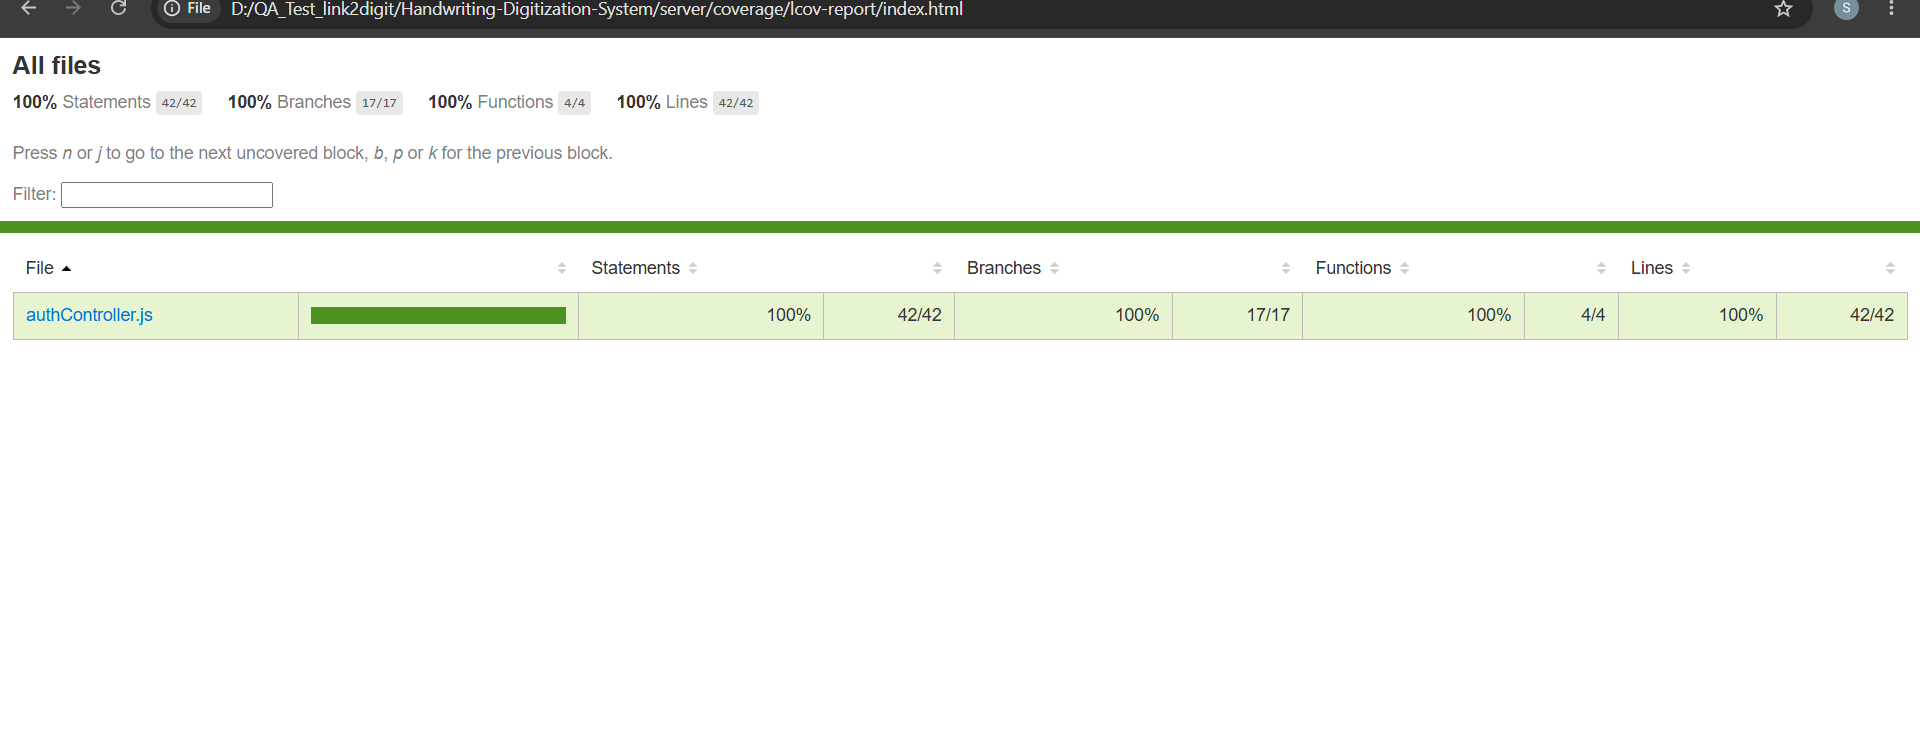 File D:/QA_Test_link2digit/Handwriting-Digitization-System/server/coverage/lcov-report/index.html S
All files
100% Statements 42/42 100% Branches 17/17 100% Functions 4/4 100% Lines 42/42
Press n or j to go to the next uncovered block, b, p or k for the previous block.
Filter:
File Statements Branches Functions Lines
authController.js 100% 42/42 100% 17/17 100% 4/4 100% 42/42